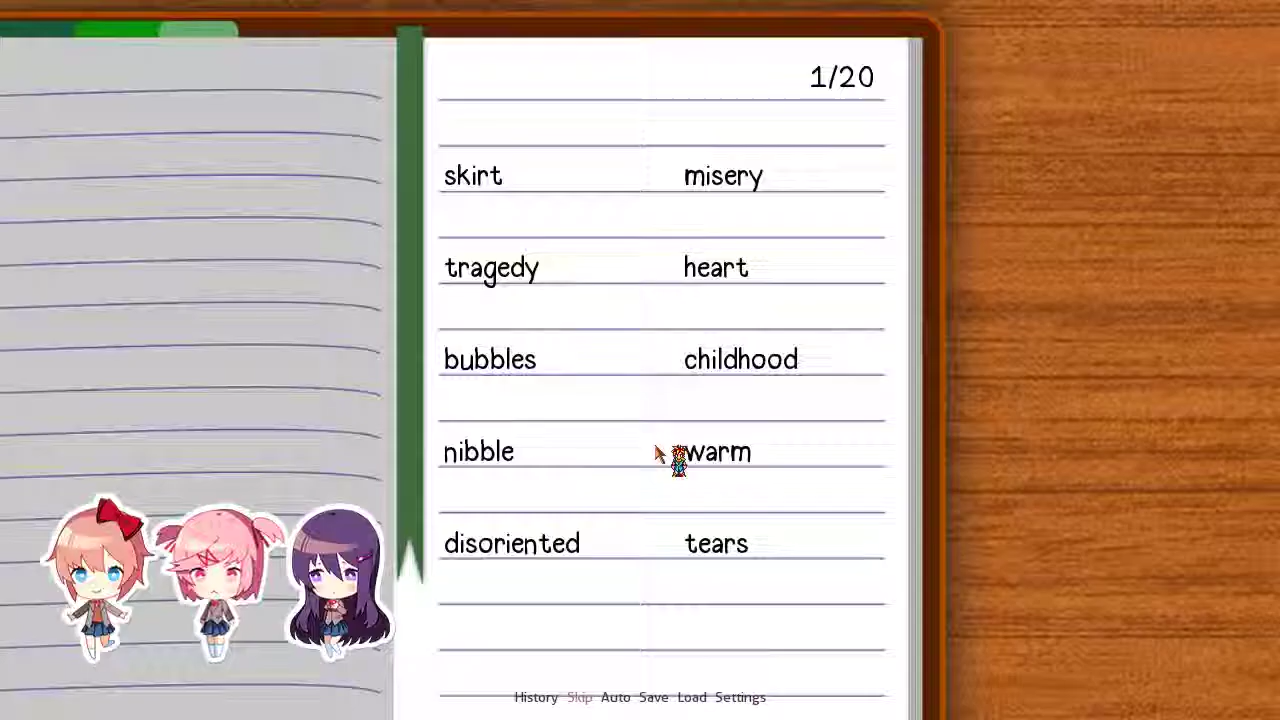 1/20
skirt misery
tragedy heart
bubbles childhood
nibble warm
disoriented tears
History Skip Auto Save Load Settings